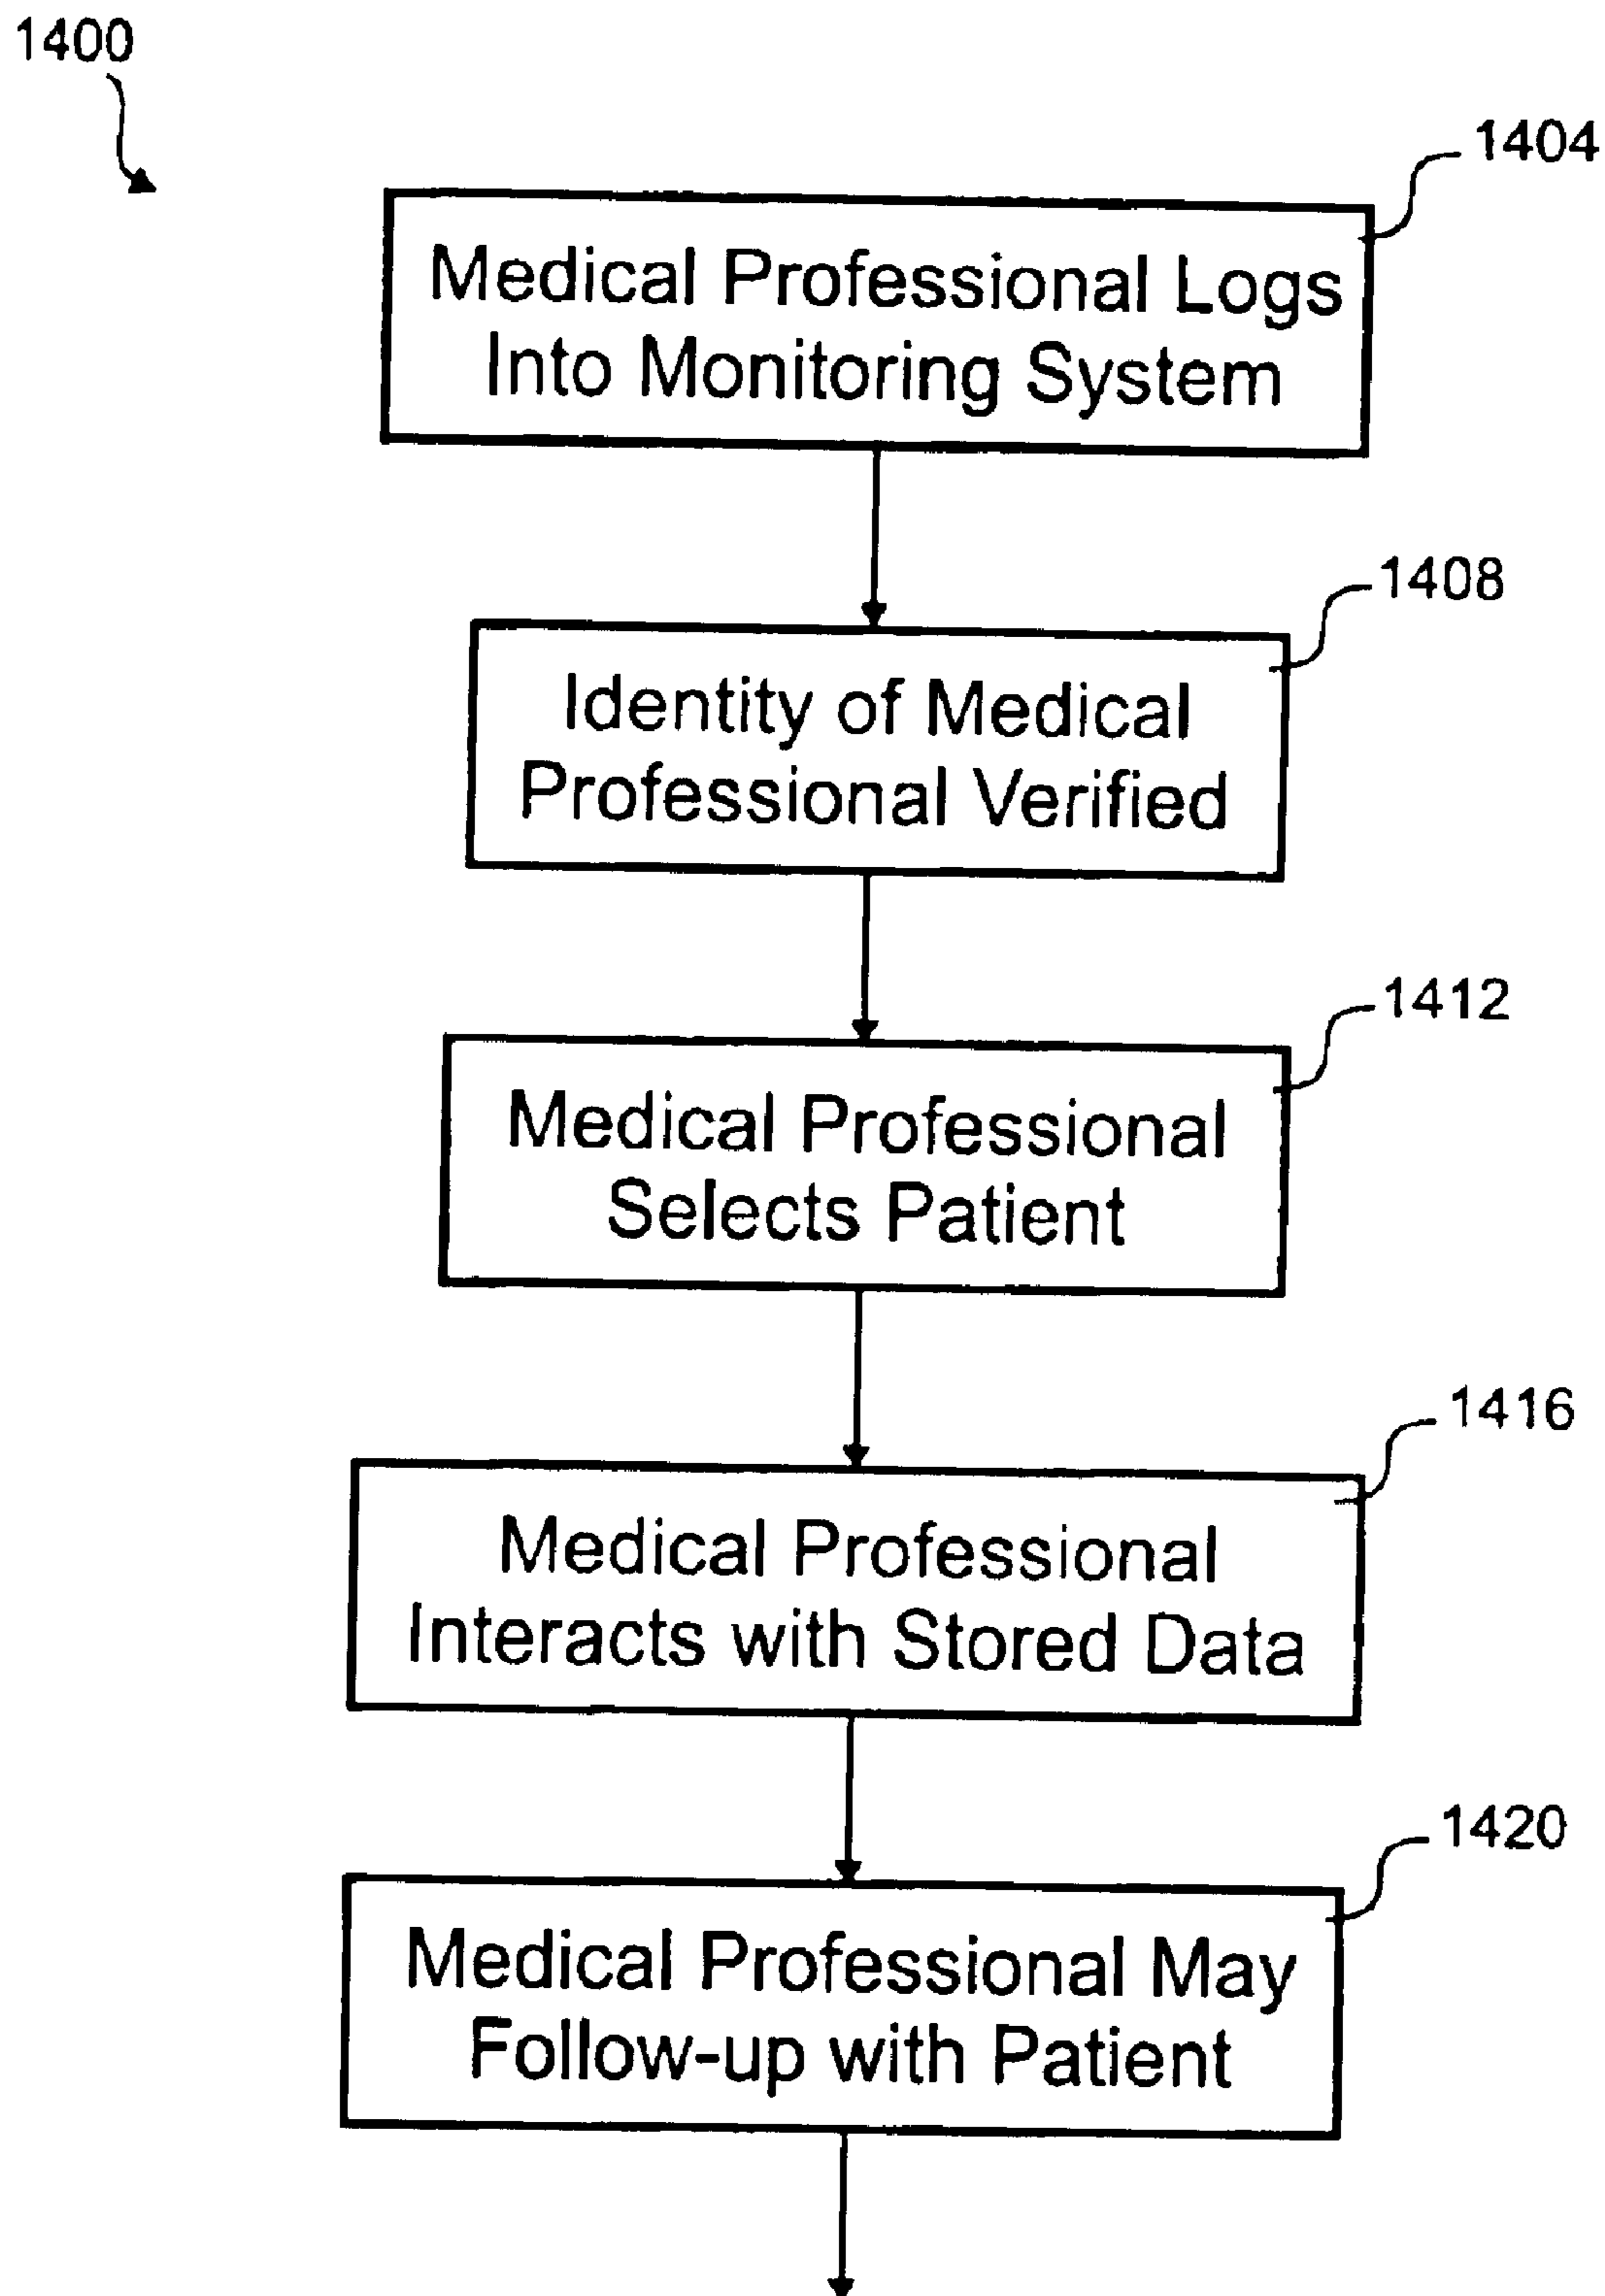 1400
1404
Medical Professional Logs
Into Monitoring System
1408
Identity of Medical
Professional Verified
1412
Medical Professional
Selects Patient
1416
Medical Professional
Interacts with Stored Data
1420
Medical Professional May
Follow-up with Patient